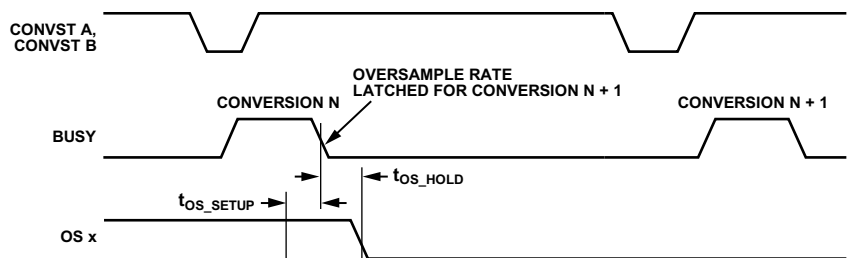 CONVST A,
CONVST B
OVERSAMPLE RATE
LATCHED FOR CONVERSION N + 1
CONVERSION N
CONVERSION N + 1
BUSY
tOS_HOLD
tOS_SETUP
OS x